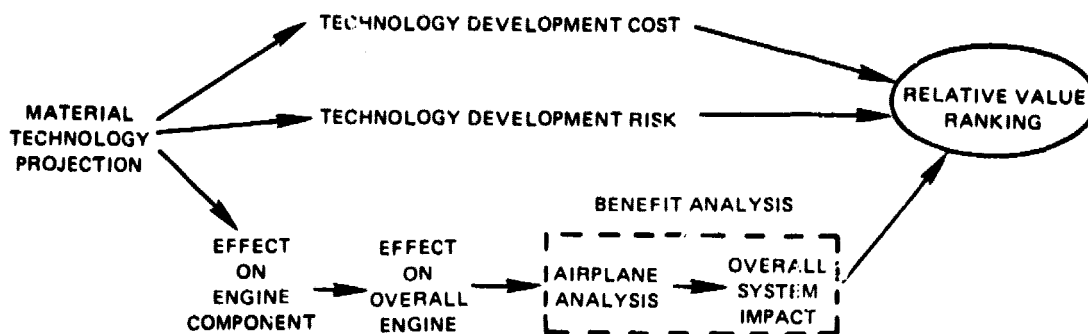 TECHNOLOGY DEVELOPMENT COST
MATERIAL
TECHNOLOGY
PROJECTION
TECHNOLOGY DEVELOPMENT RISK
RELATIVE VALUE
RANKING
BENEFIT ANALYSIS
EFFECT
ON
ENGINE
COMPONENT
EFFECT
ON
OVERALL
ENGINE
AIRPLANE
ANALYSIS
OVERALL
SYSTEM
IMPACT